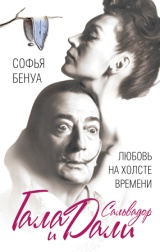 СОФЬЯ
БЕНУА
ЛЮБОВЬ
НА ХОЛСТЕ
ВРЕМЕНИ
Гала
и
Сальвадор
Дали